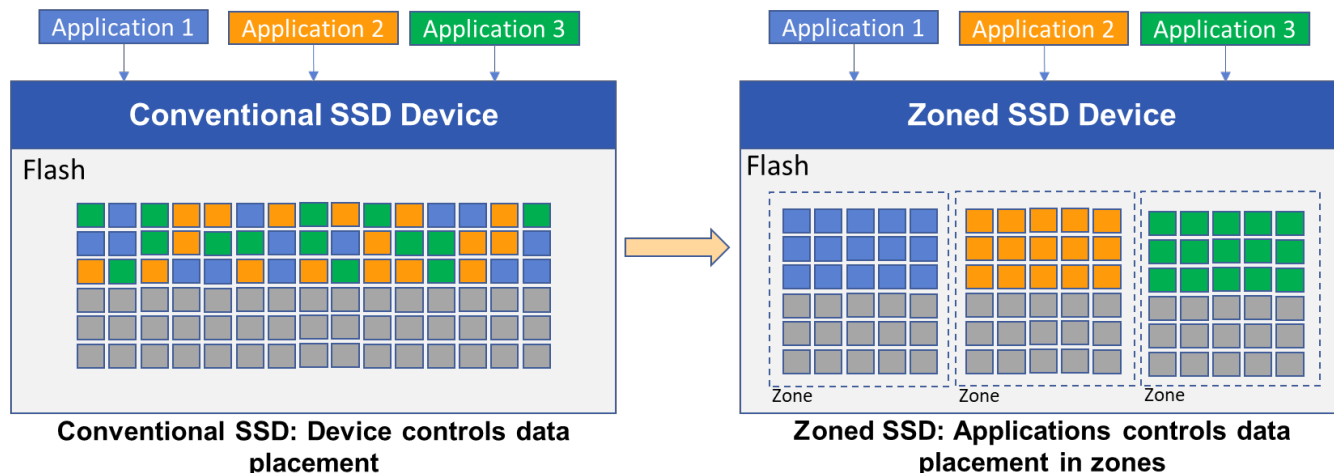 Application 1
Application 2
Application 3
Conventional SSD Device
Flash
Conventional SSD: Device controls data
placement
Application 1
Application 2
Application 3
Zoned SSD Device
Flash
Zone
Zone
Zone
Zoned SSD: Applications controls data
placement in zones